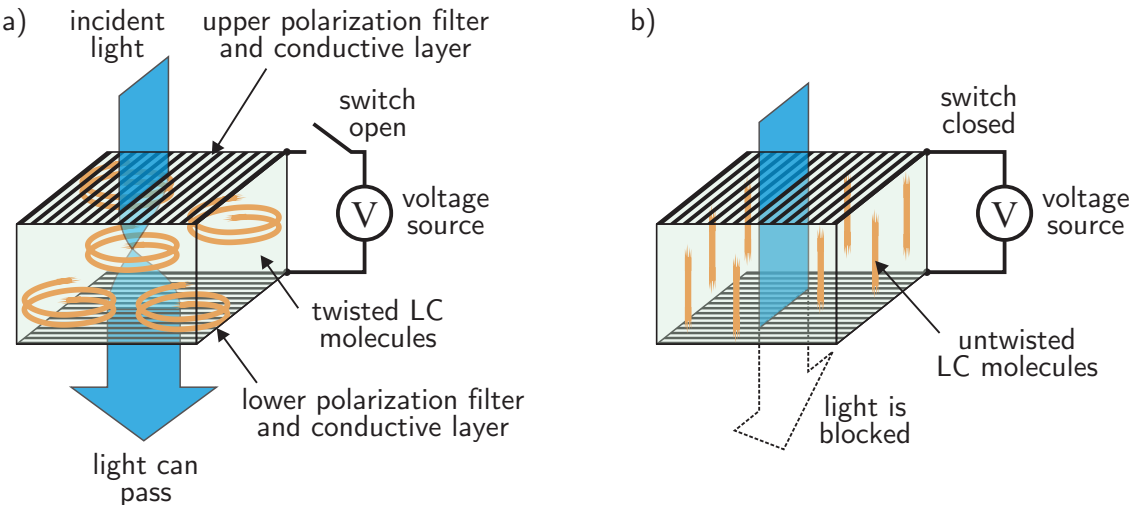 a)
incident
light
upper polarization filter
and conductive layer
switch
open
V
voltage
source
twisted LC
molecules
lower polarization filter
and conductive layer
light can
pass
b)
switch
closed
V
voltage
source
untwisted
LC molecules
light is
blocked